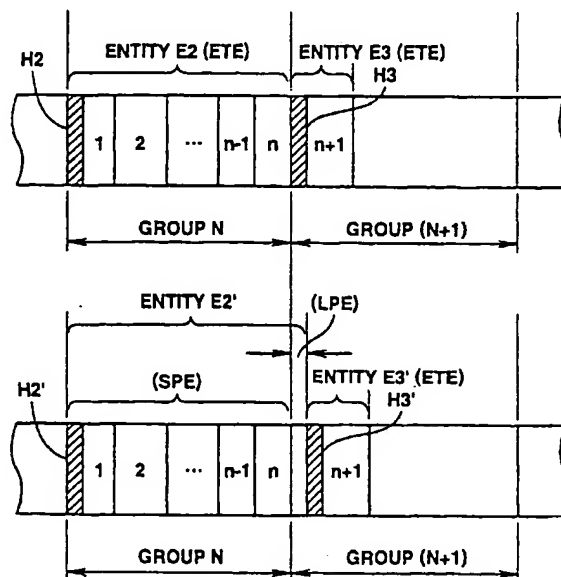 ENTITY E2 (ETE)
ENTITY E3 (ETE)
H2
H3
1 2 ... n-1 n n+1
GROUP N
GROUP (N+1)
ENTITY E2'
(LPE)
(SPE)
ENTITY E3' (ETE)
H2'
H3'
1 2 ... n-1 n n+1
GROUP N
GROUP (N+1)